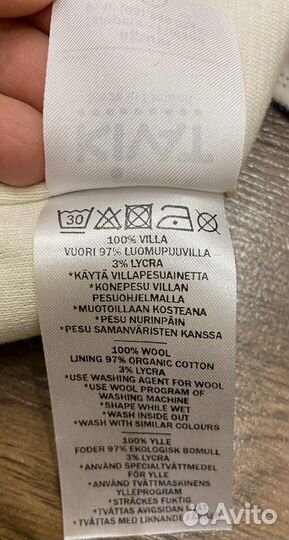 KIVAT
30
100% VILLA
VUORI 97% LUOMUPUUVILLA
3% LYCRA
*KÄYTÄ VILLAPESUAINETTA
*KONEPESU VILLAN
PESUOHJELMALLA
*MUOTOILLAAN KOSTEANA
*PESU NURINPÄIN
*PESU SAMANVÄRISTEN KANSSA
100% WOOL
LINING 97% ORGANIC COTTON
3% LYCRA
*USE WASHING AGENT FOR WOOL
*USE WOOL PROGRAM OF
WASHING MACHINE
*SHAPE WHILE WET
*WASH INSIDE OUT
*WASH WITH SIMILAR COLOURS
100% YLLE
FODER 97% EKOLOGISK BOMULL
3% LYCRA
*ANVÄND SPECIALTVÄTTMEDEL
FÖR YLLE
*ANVÄND TVÄTTMASKINENS
YLLEPROGRAM
*STRÄCKES FUKTIG
*TVÄTTAS AVIGSIDAN
*TVÄTTAS MED LIKNANDE
Avito